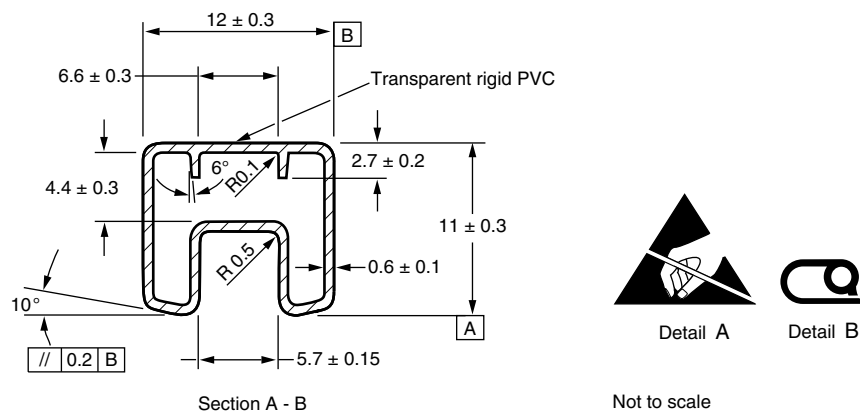 12 ± 0.3
B
6.6 ± 0.3
Transparent rigid PVC
6°
R0.1
2.7 ± 0.2
4.4 ± 0.3
11 ± 0.3
R 0.5
0.6 ± 0.1
10°
A
// 0.2 B
5.7 ± 0.15
Detail A
Detail B
Section A - B
Not to scale